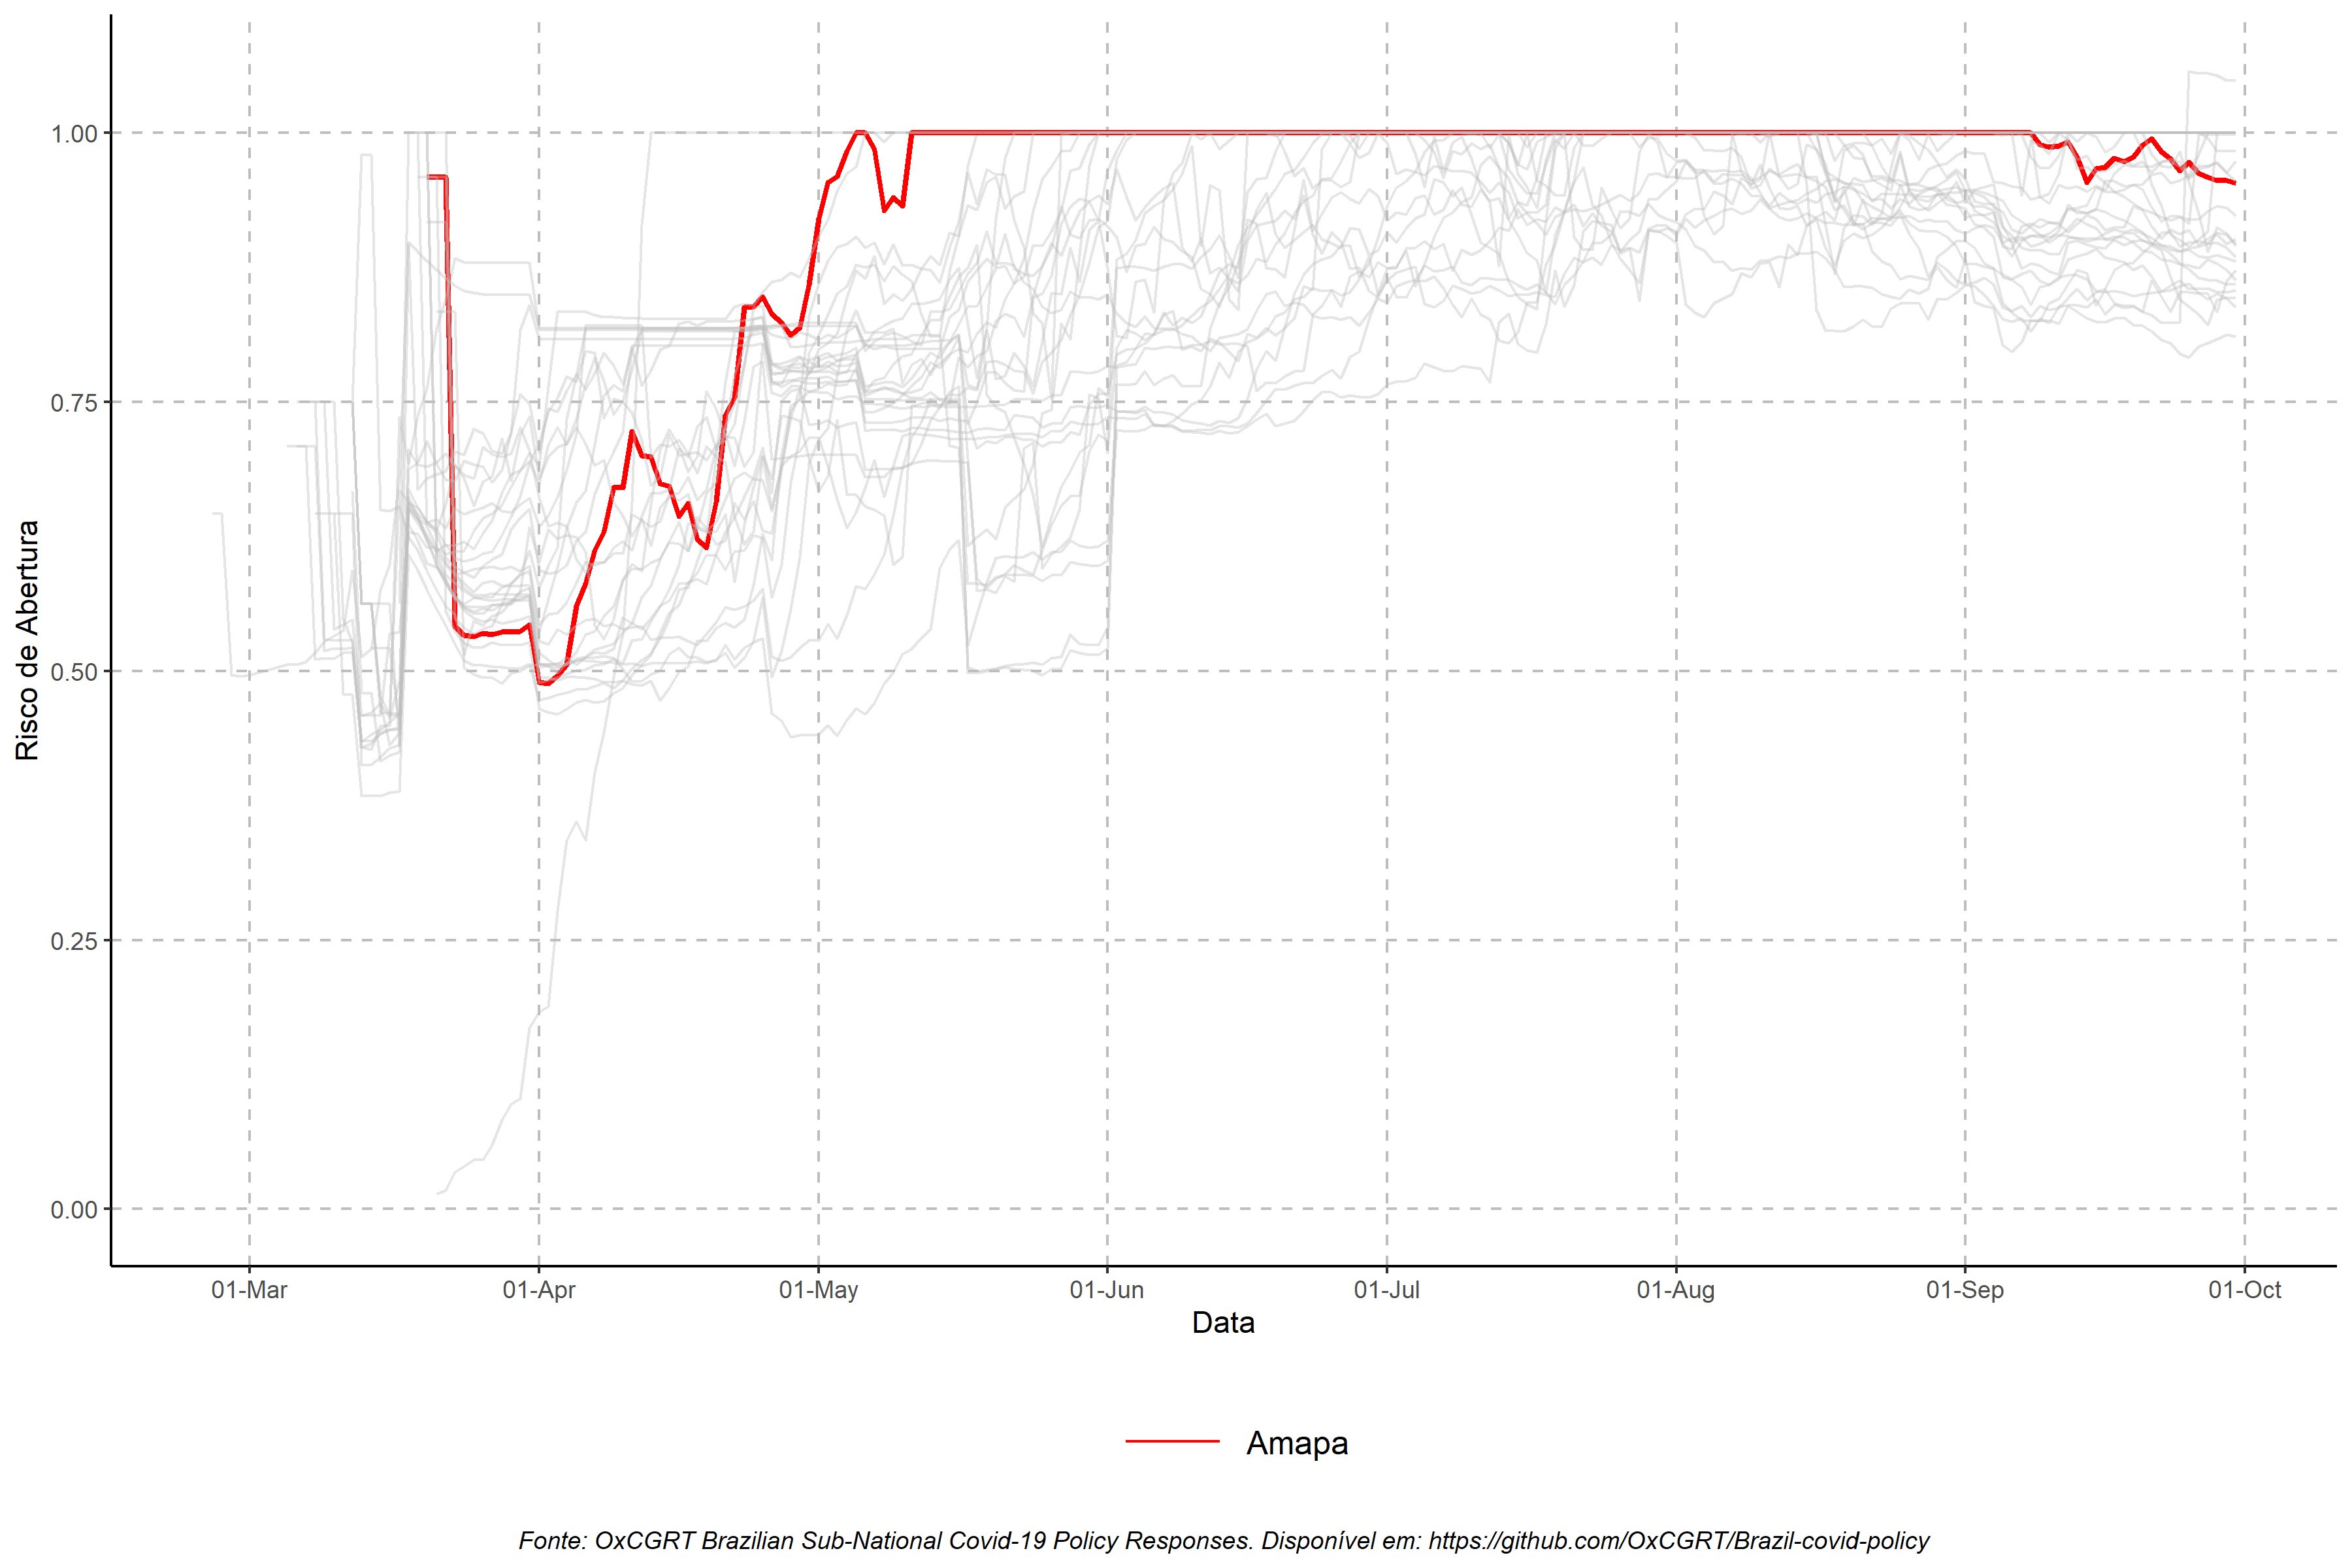 Risco de Abertura
1.00
0.75
0.50
0.25
0.00
01-Mar 01-Apr 01-May 01-Jun 01-Jul 01-Aug 01-Sep 01-Oct
Data
Amapa
Fonte: OxCGRT Brazilian Sub-National Covid-19 Policy Responses. Disponível em: https://github.com/OxCGRT/Brazil-covid-policy